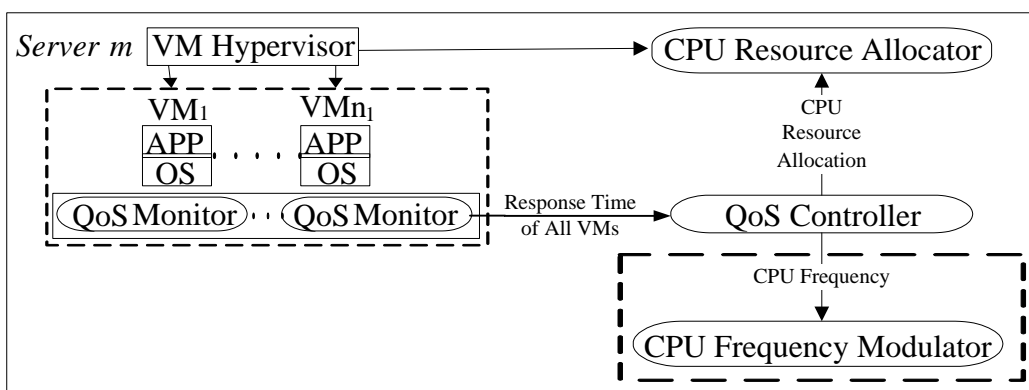 Server m
VM Hypervisor
CPU Resource Allocator
VM1
VMn1
APP
APP
OS
OS
CPU
Resource
Allocation
QoS Monitor
QoS Monitor
Response Time
of All VMs
QoS Controller
CPU Frequency
CPU Frequency Modulator